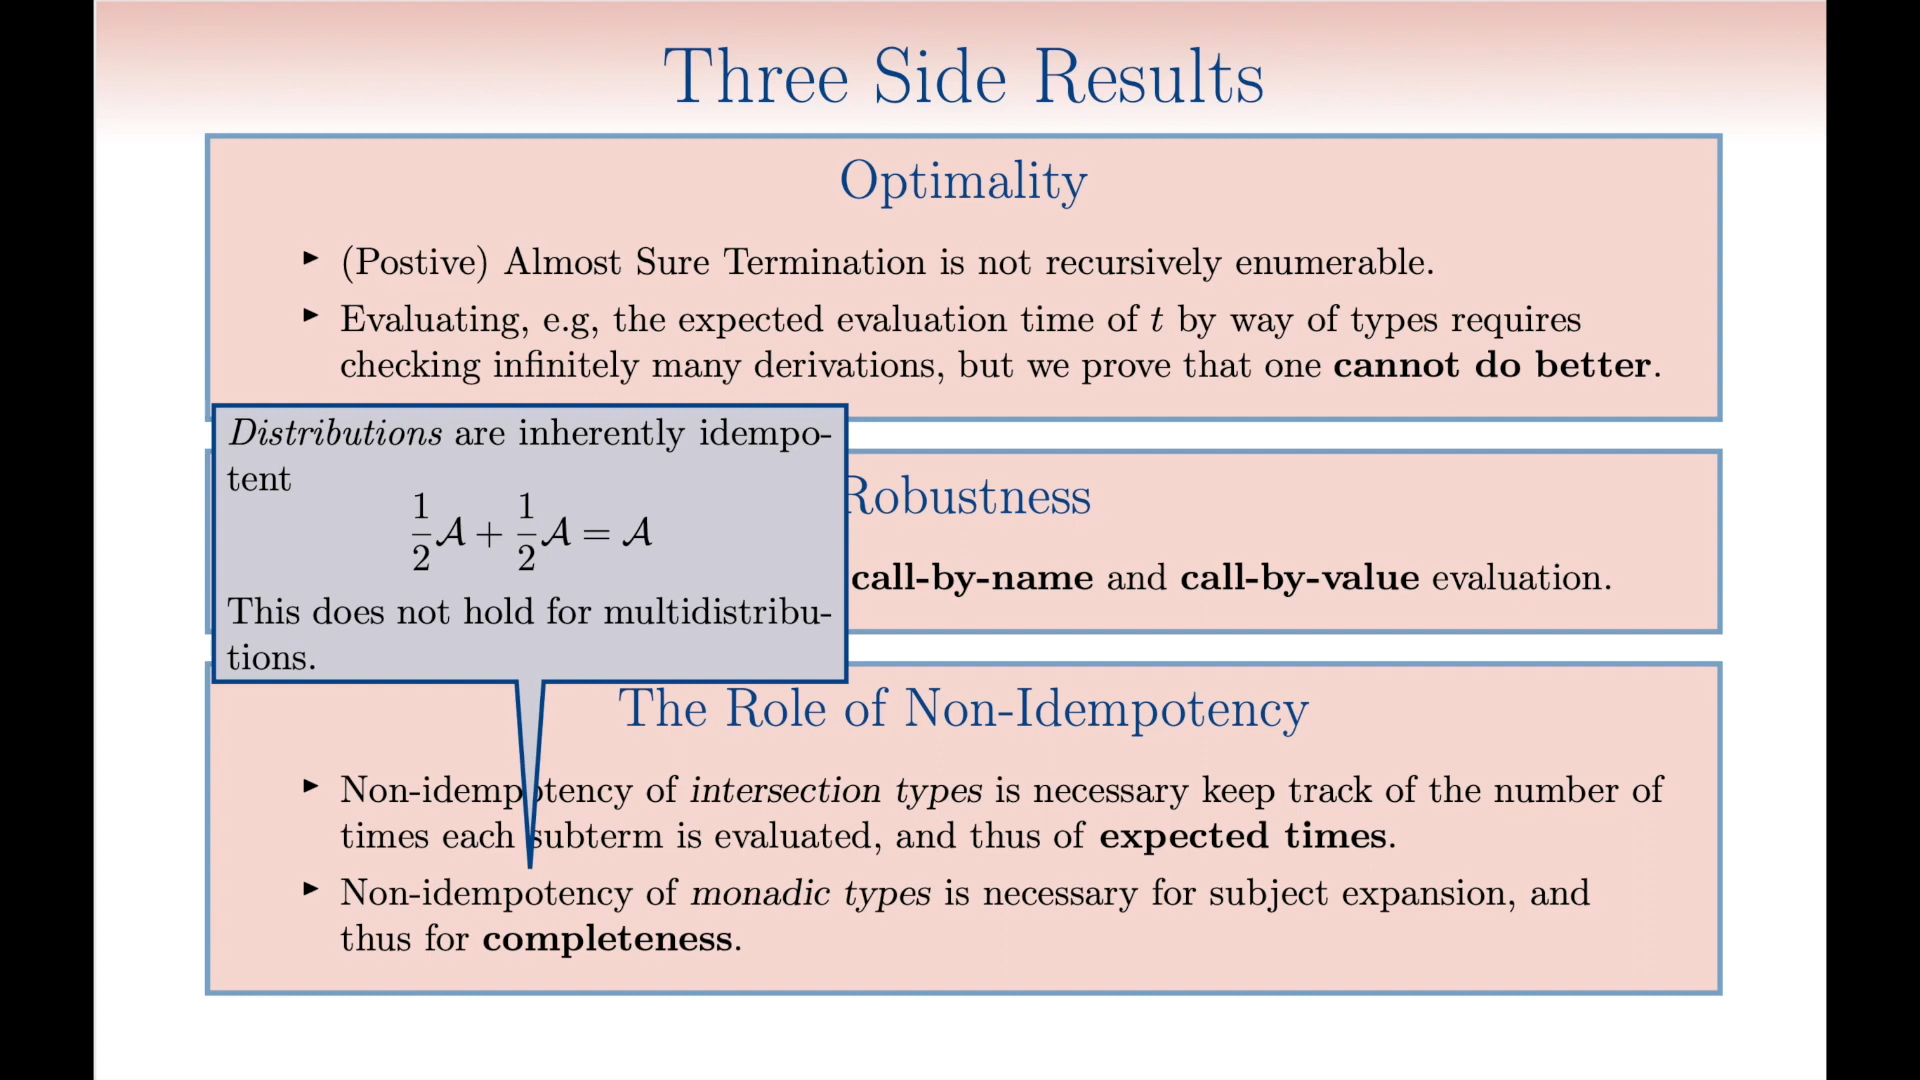 Three Side Results
Optimality
▸ (Postive) Almost Sure Termination is not recursively enumerable.
▸ Evaluating, e.g, the expected evaluation time of t by way of types requires
checking infinitely many derivations, but we prove that one cannot do better.
Distributions are inherently idempo-
tent
1/2 𝒜 + 1/2 𝒜 = 𝒜
This does not hold for multidistribu-
tions.
Robustness
call-by-name and call-by-value evaluation.
The Role of Non-Idempotency
▸ Non-idempotency of intersection types is necessary keep track of the number of
times each subterm is evaluated, and thus of expected times.
▸ Non-idempotency of monadic types is necessary for subject expansion, and
thus for completeness.